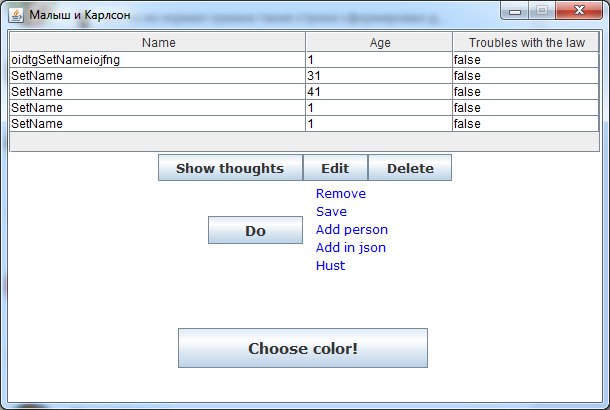 Малыш и Карлсон
Name Age Troubles with the law
oidtgSetNameiojfng 1 false
SetName 31 false
SetName 41 false
SetName 1 false
SetName 1 false
Show thoughts Edit Delete
Remove
Save
Do
Add person
Add in json
Hust
Choose color!